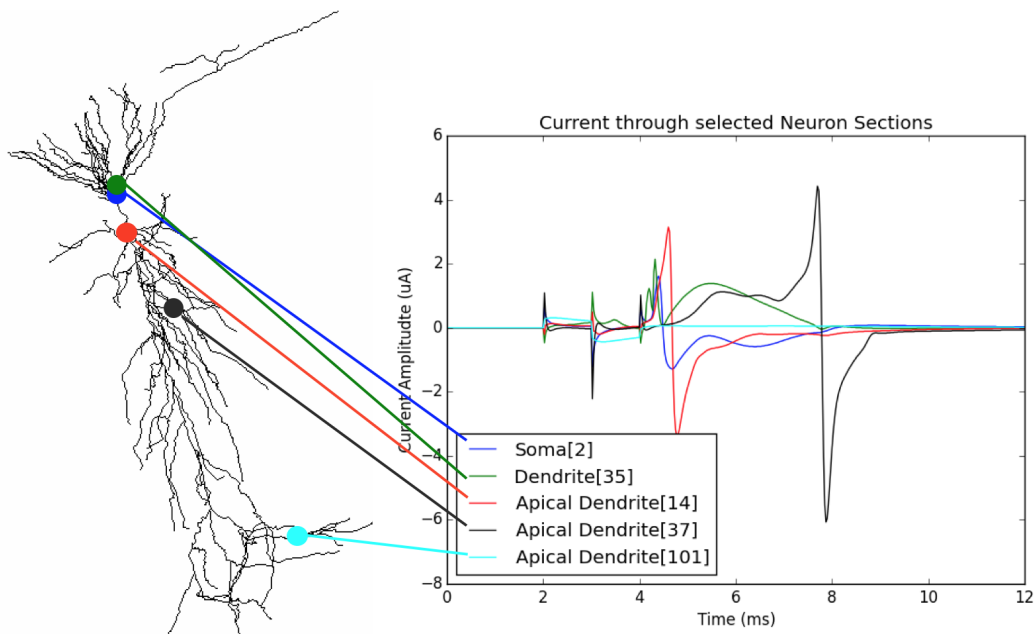 Current through selected Neuron Sections
Current Amplitudte (uA)
6
4
2
0
−2
−4
−6
−8
Soma[2]
Dendrite[35]
Apical Dendrite[14]
Apical Dendrite[37]
Apical Dendrite[101]
0 2 4 6 8 10 12
Time (ms)